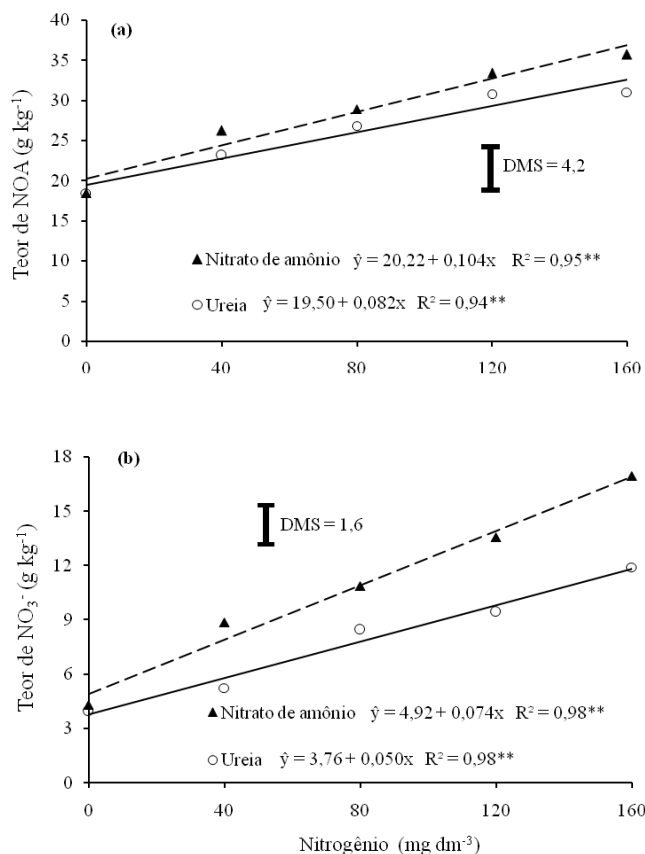 (a)
40
35
30
25
20
15
10
5
0
Teor de NOA (g kg⁻¹)
DMS = 4,2
Nitrato de amônio ŷ = 20,22 + 0,104x R² = 0,95**
Ureia ŷ = 19,50 + 0,082x R² = 0,94**
0 40 80 120 160
(b)
18
15
12
9
6
3
0
Teor de NO₃⁻ (g kg⁻¹)
DMS = 1,6
Nitrato de amônio ŷ = 4,92 + 0,074x R² = 0,98**
Ureia ŷ = 3,76 + 0,050x R² = 0,98**
0 40 80 120 160
Nitrogênio (mg dm⁻³)